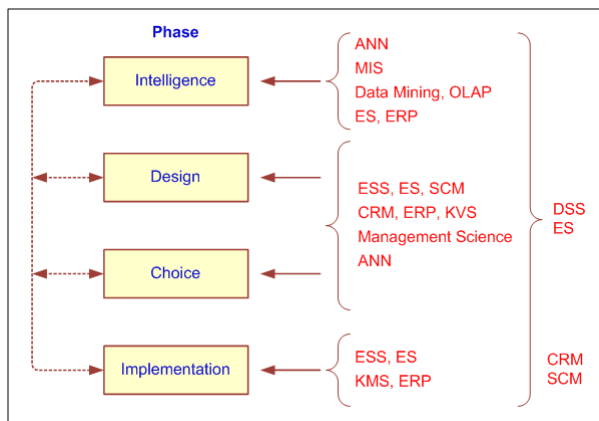 Phase
Intelligence
ANN
MIS
Data Mining, OLAP
ES, ERP
Design
Choice
ESS, ES, SCM
CRM, ERP, KVS
Management Science
ANN
Implementation
ESS, ES
KMS, ERP
DSS
ES
CRM
SCM